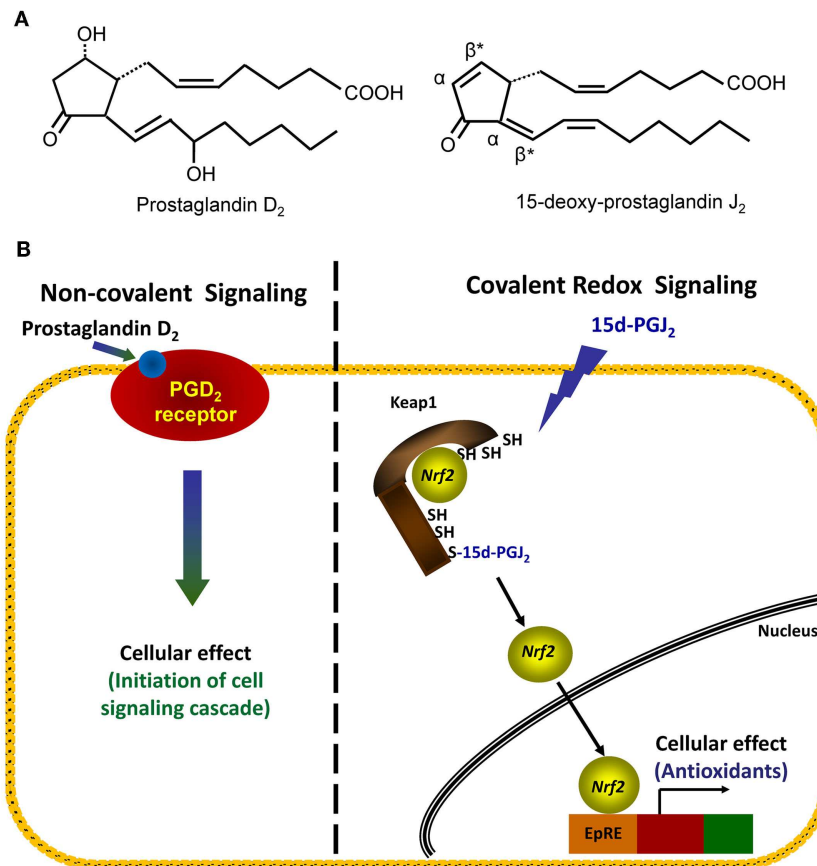 A
OH
COOH
O
OH
Prostaglandin D₂
β*
α
COOH
O
α
β*
15-deoxy-prostaglandin J₂
B
Non-covalent Signaling
Prostaglandin D₂
PGD₂
receptor
Cellular effect
(Initiation of cell
signaling cascade)
Covalent Redox Signaling
15d-PGJ₂
Keap1
SH
SH
SH
Nrf2
SH
SH
S-15d-PGJ₂
Nrf2
Nucleus
Cellular effect
(Antioxidants)
Nrf2
EpRE